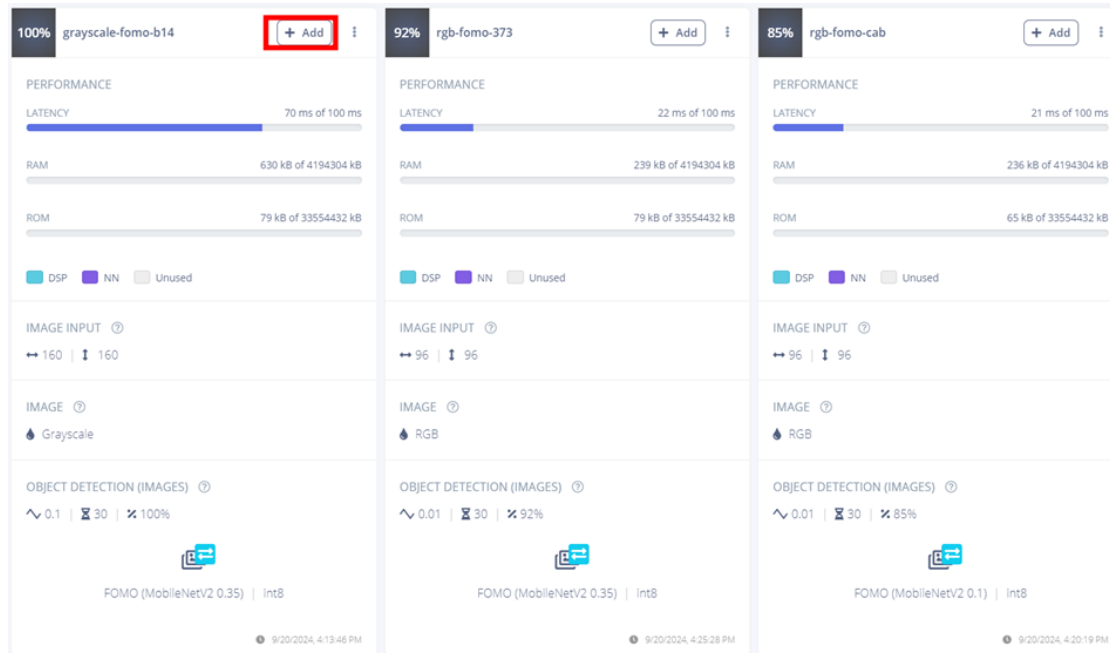 100% grayscale-fomo-b14 + Add
PERFORMANCE
LATENCY 70 ms of 100 ms
RAM 630 kB of 4194304 kB
ROM 79 kB of 33554432 kB
DSP NN Unused
IMAGE INPUT ?
160 | 160
IMAGE ?
Grayscale
OBJECT DETECTION (IMAGES) ?
0.1 | 30 | 100%
FOMO (MobileNetV2 0.35) | Int8
9/20/2024, 4:13:46 PM
92% rgb-fomo-373 + Add
PERFORMANCE
LATENCY 22 ms of 100 ms
RAM 239 kB of 4194304 kB
ROM 79 kB of 33554432 kB
DSP NN Unused
IMAGE INPUT ?
96 | 96
IMAGE ?
RGB
OBJECT DETECTION (IMAGES) ?
0.01 | 30 | 92%
FOMO (MobileNetV2 0.35) | Int8
9/20/2024, 4:25:28 PM
85% rgb-fomo-cab + Add
PERFORMANCE
LATENCY 21 ms of 100 ms
RAM 236 kB of 4194304 kB
ROM 65 kB of 33554432 kB
DSP NN Unused
IMAGE INPUT ?
96 | 96
IMAGE ?
RGB
OBJECT DETECTION (IMAGES) ?
0.01 | 30 | 85%
FOMO (MobileNetV2 0.1) | Int8
9/20/2024, 4:20:19 PM